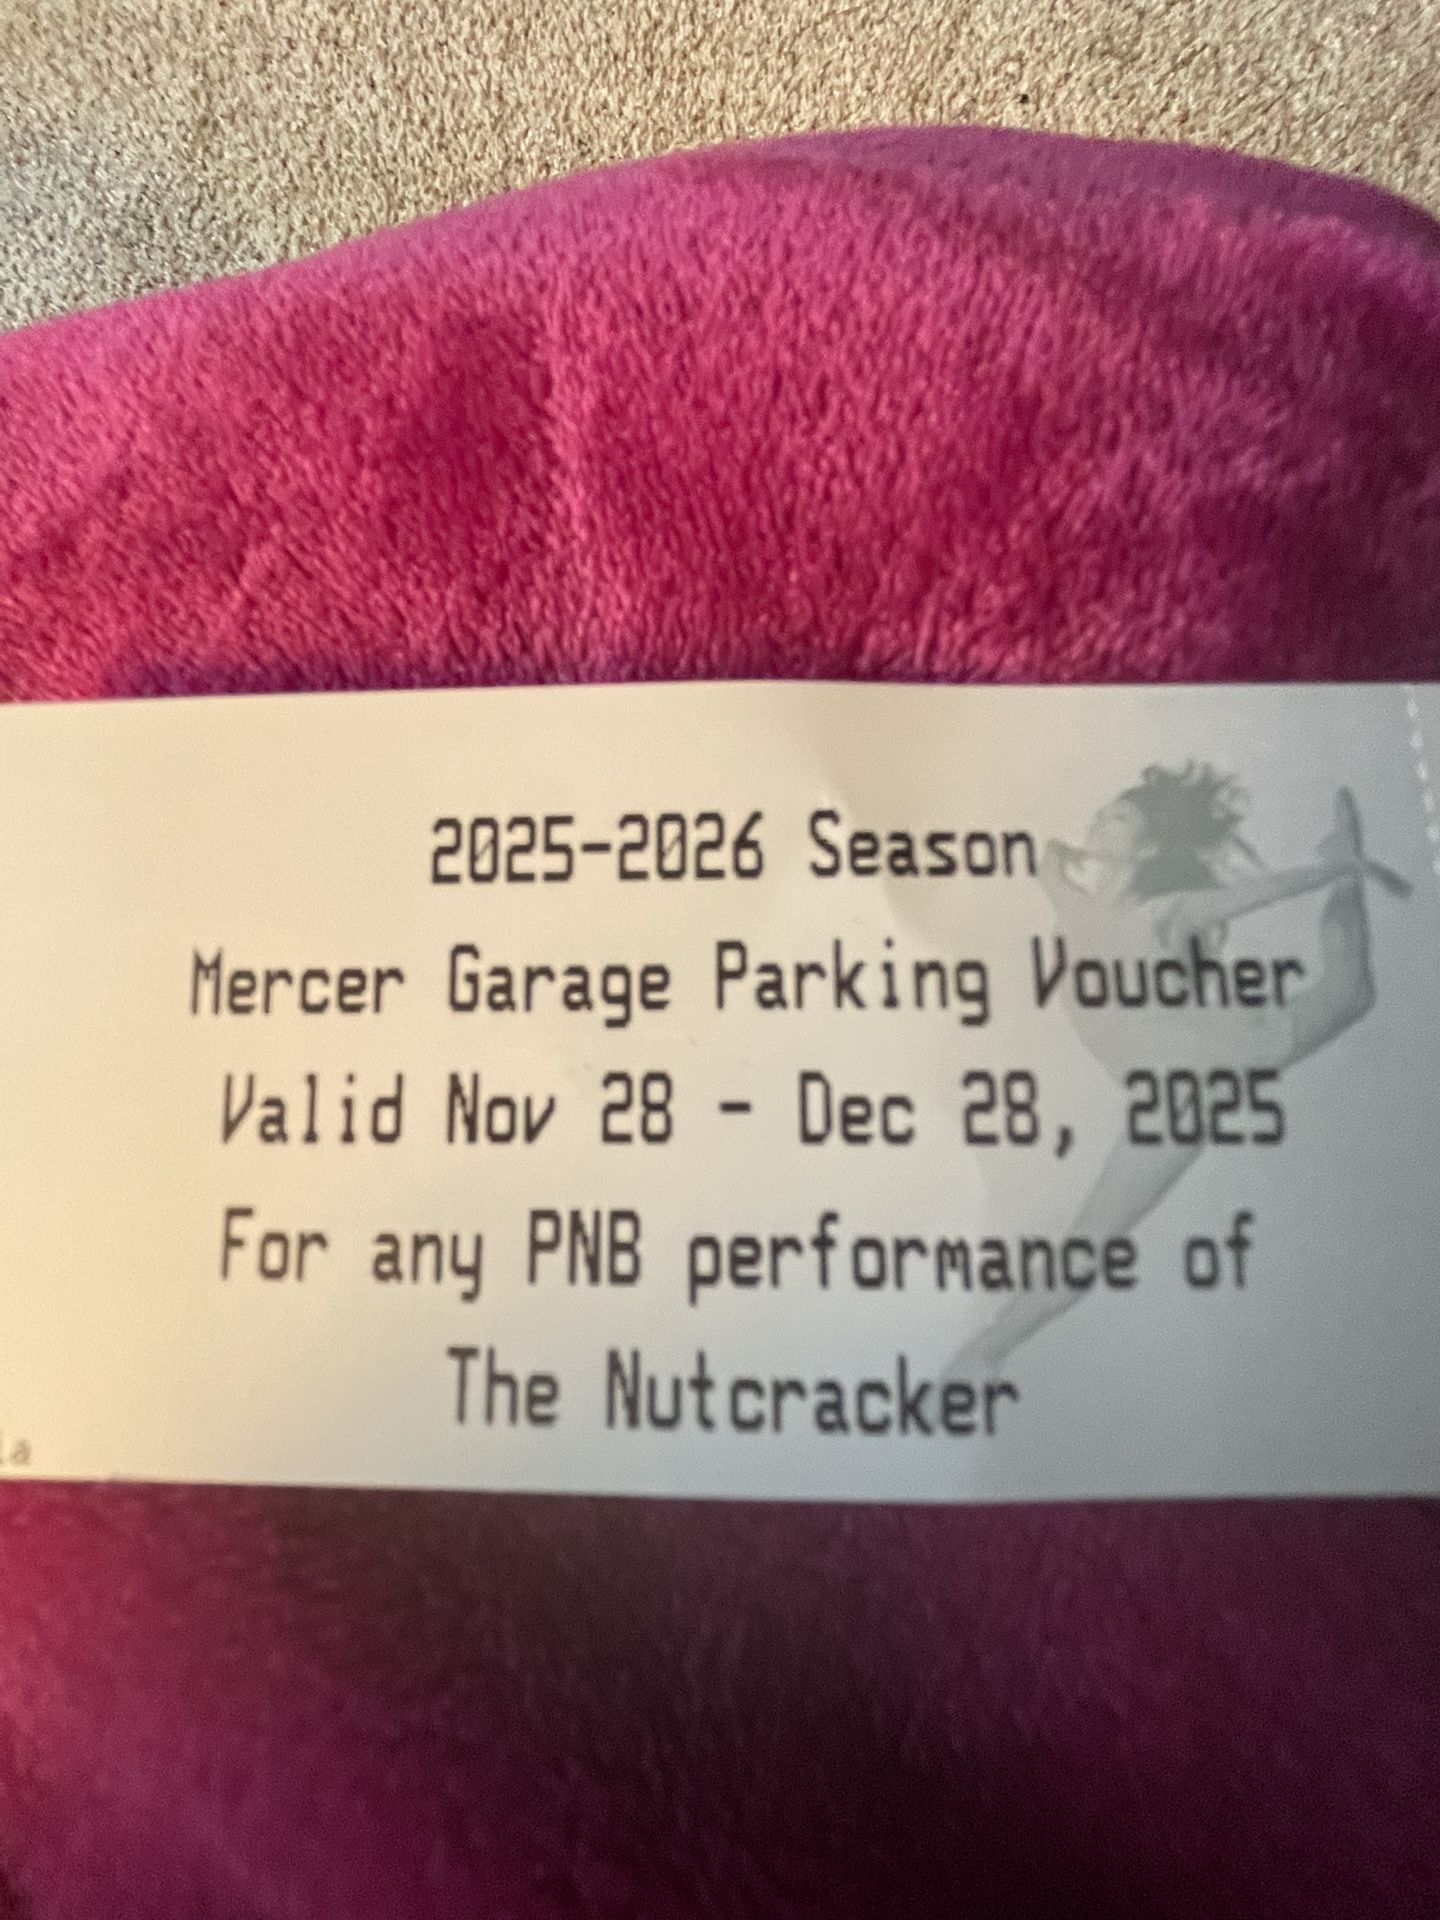 2025-2026 Season
Mercer Garage Parking Voucher
Valid Nov 28 - Dec 28, 2025
For any PNB performance of
The Nutcracker